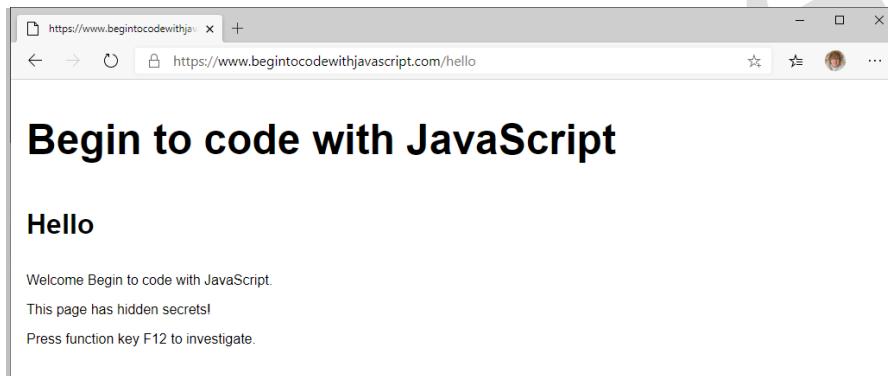 https://www.begintocodewithjav
https://www.begintocodewithjavascript.com/hello
Begin to code with JavaScript
Hello
Welcome Begin to code with JavaScript.
This page has hidden secrets!
Press function key F12 to investigate.